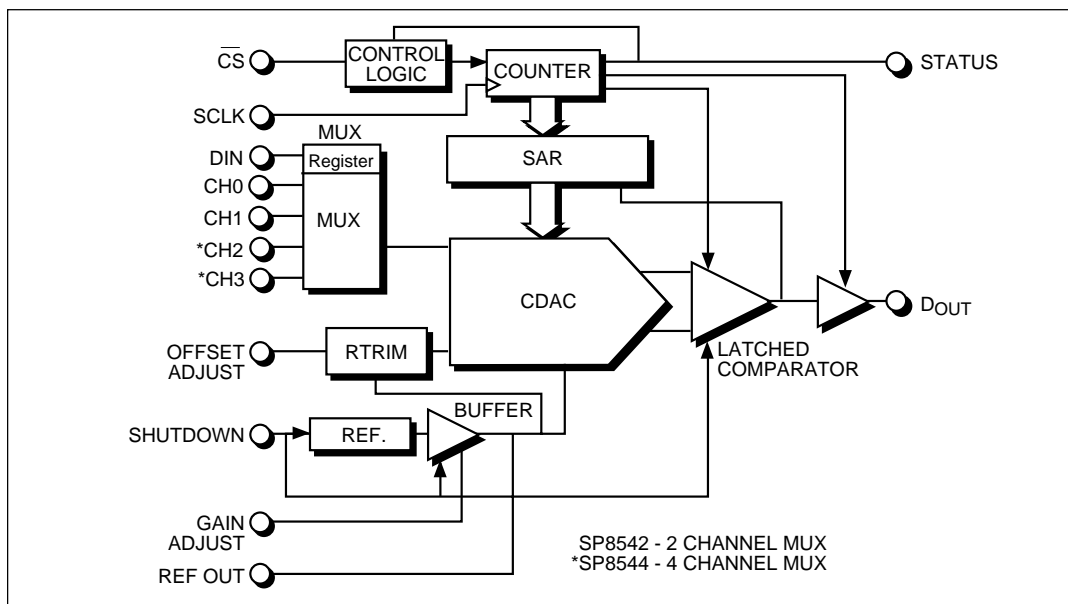 C̅S̅
CONTROL
LOGIC
COUNTER
STATUS
SCLK
MUX
DIN
Register
SAR
CH0
CH1
MUX
*CH2
*CH3
CDAC
DOUT
OFFSET
ADJUST
RTRIM
LATCHED
COMPARATOR
BUFFER
SHUTDOWN
REF.
GAIN
ADJUST
SP8542 - 2 CHANNEL MUX
*SP8544 - 4 CHANNEL MUX
REF OUT